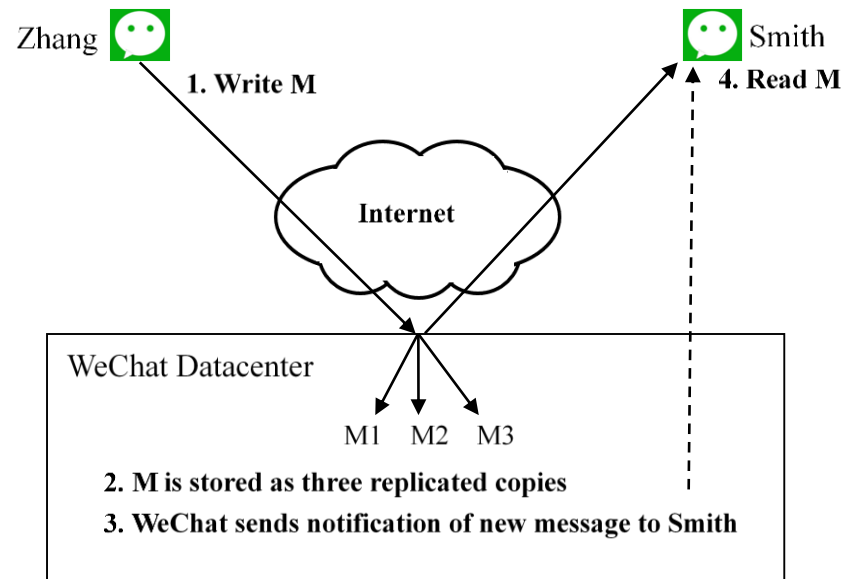 Zhang
Smith
1. Write M
4. Read M
Internet
WeChat Datacenter
M1 M2 M3
2. M is stored as three replicated copies
3. WeChat sends notification of new message to Smith